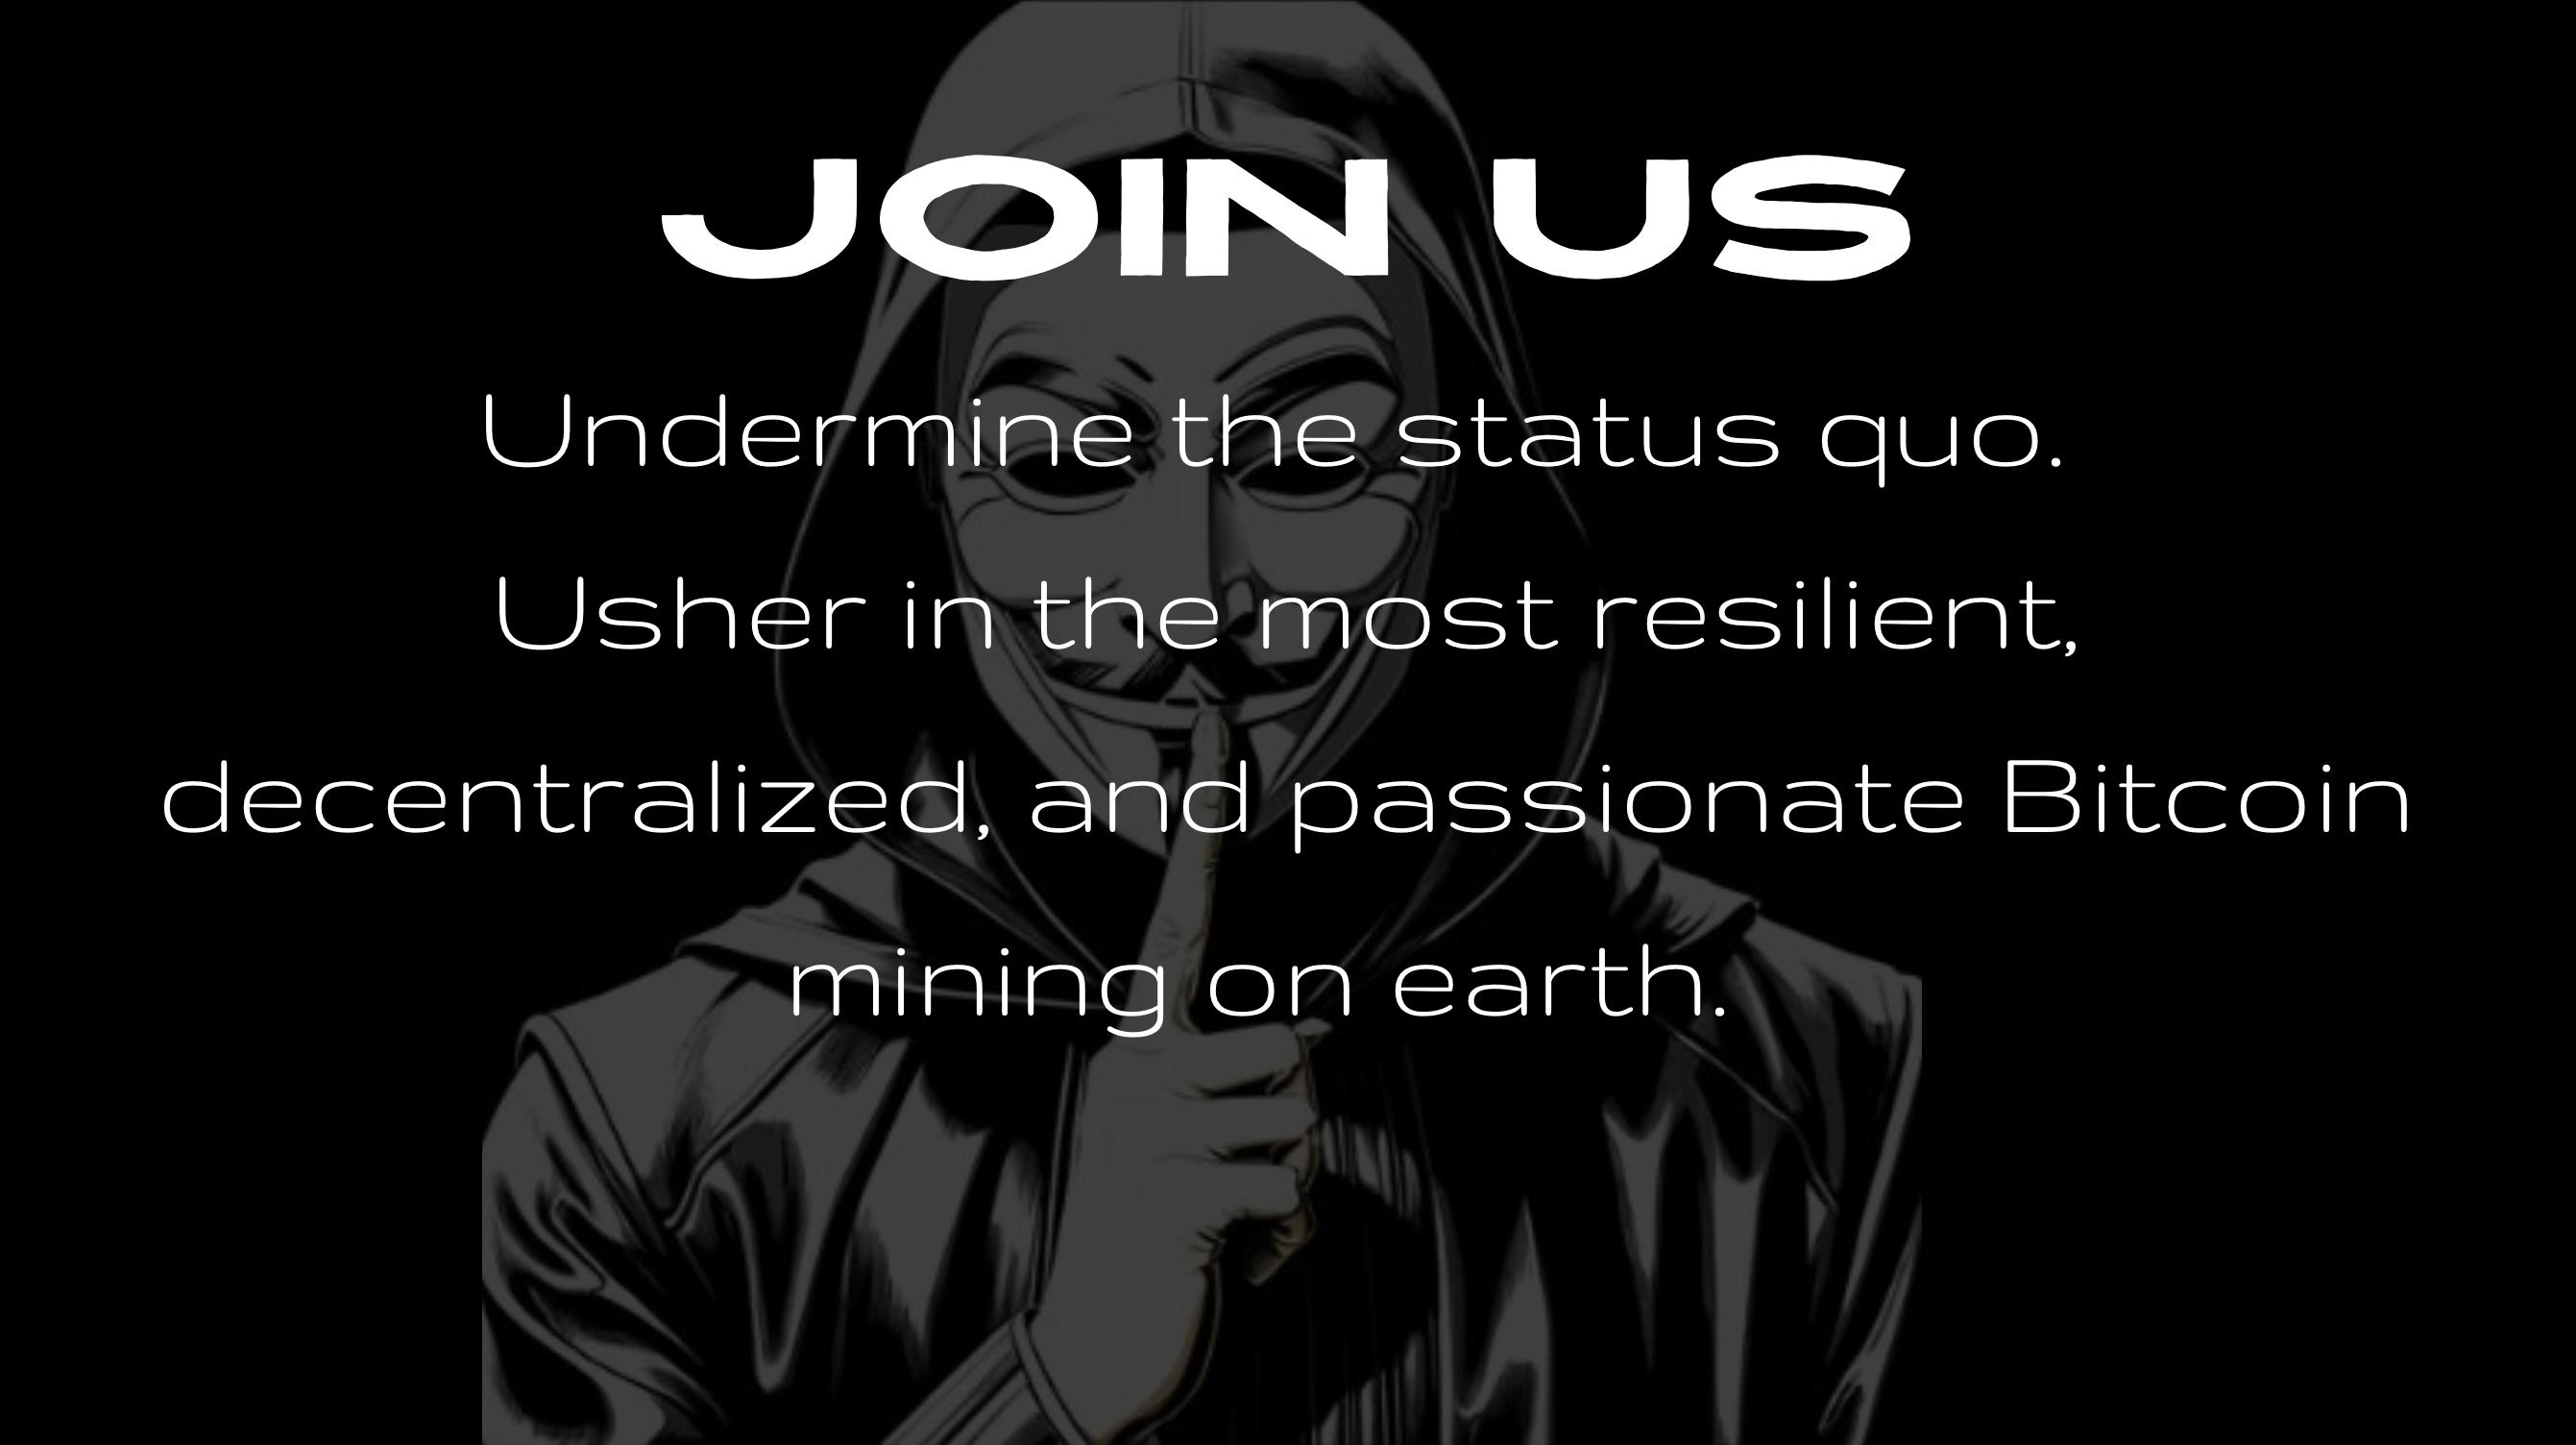 JOIN US
Undermine the status quo.
Usher in the most resilient,
decentralized, and passionate Bitcoin
mining on earth.